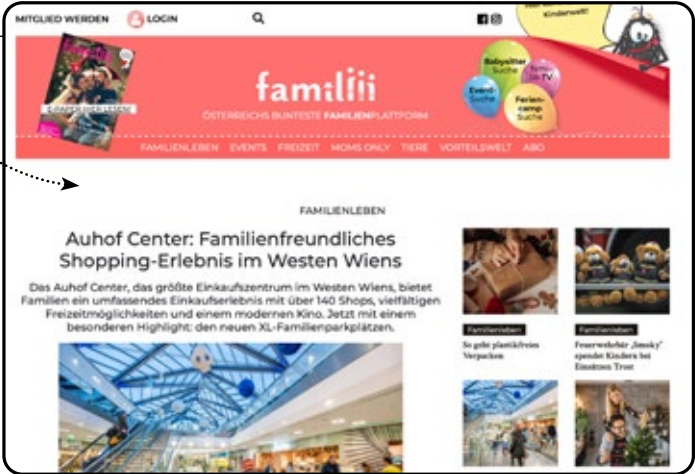 MITGLIED WERDEN
LOGIN
Kinderwelt!
familiii
Babysitter
Suche
TV
Event-
Suche
Ferien-
camp
Suche
E-PAPER HIER LESEN!
ÖSTERREICHS BUNTESTE FAMILIENPLATTFORM
FAMILIENLEBEN EVENTS FREIZEIT MOMS ONLY TIERE VORTEILSWELT ABO
FAMILIENLEBEN
Auhof Center: Familienfreundliches
Shopping-Erlebnis im Westen Wiens
Das Auhof Center, das größte Einkaufszentrum im Westen Wiens, bietet
Familien ein umfassendes Einkaufserlebnis mit über 140 Shops, vielfältigen
Freizeitmöglichkeiten und einem modernen Kino. Jetzt mit einem
besonderen Highlight: den neuen XL-Familienparkplätzen.
Familienleben
So geht plastikfreies
Verpacken
Familienleben
Feuerwehrbär „Smoky“
spendet Kindern bei
Einsätzen Trost